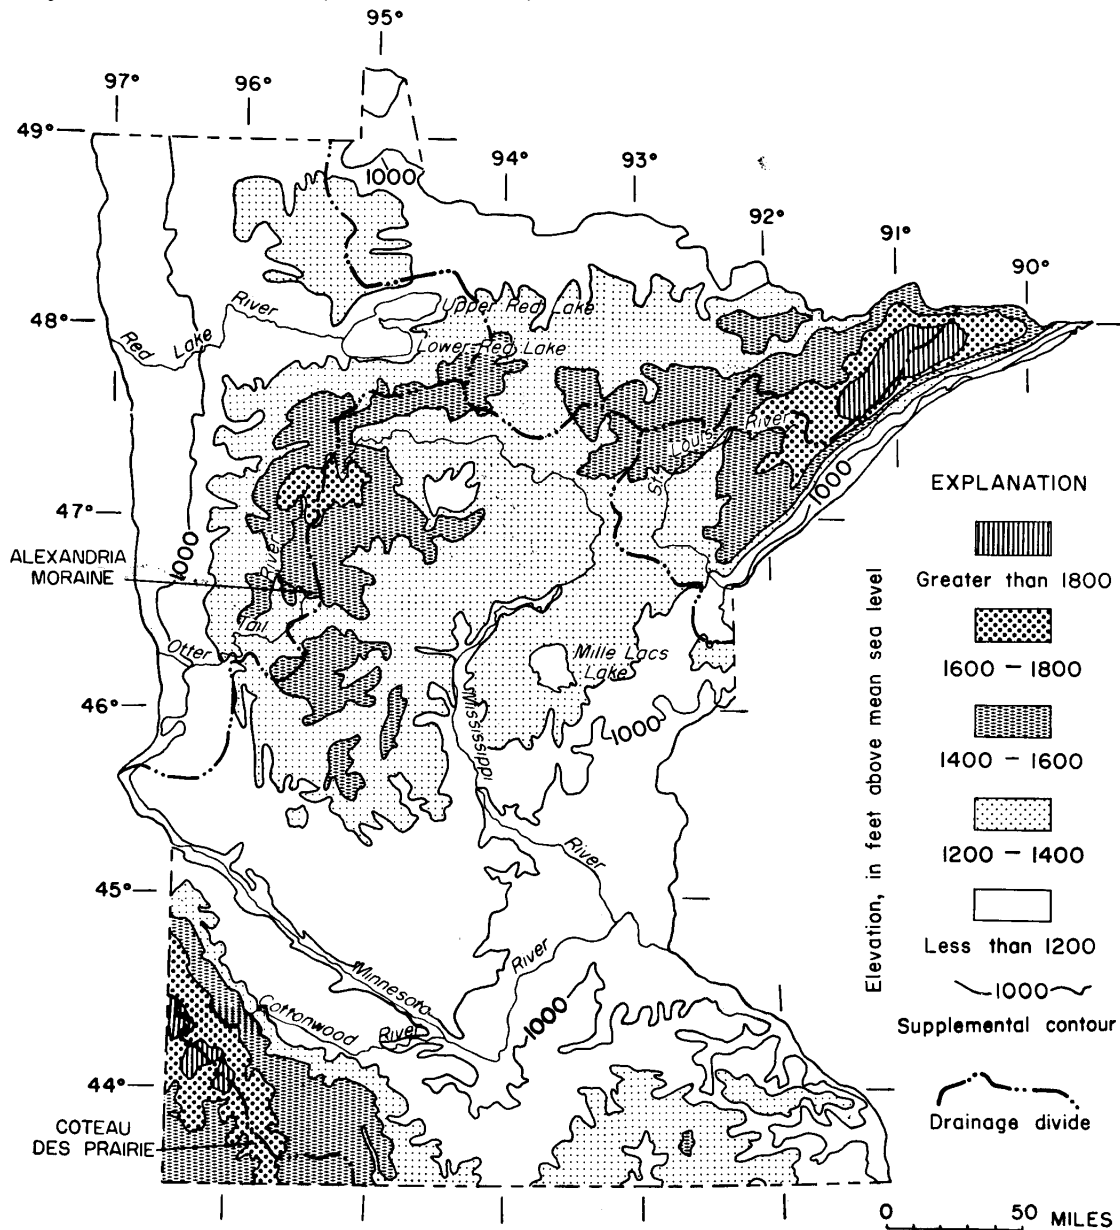 95°
97°
96°
49°
94°
93°
1000
92°
91°
90°
River
Upper Red Lake
48°
Red Lake
Lower Red Lake
St. Louis River
1000
EXPLANATION
47°
ALEXANDRIA
MORAINE
1000
River
Greater than 1800
Tail
Otter
Mille Lacs
Lake
1600 – 1800
46°
Mississippi
1000
1400 – 1600
Elevation, in feet above mean sea level
River
1200 – 1400
45°
River
Less than 1200
Minnesota
1000
1000
Cottonwood
River
Supplemental contour
44°
COTEAU
DES PRAIRIE
Drainage divide
0 50 MILES